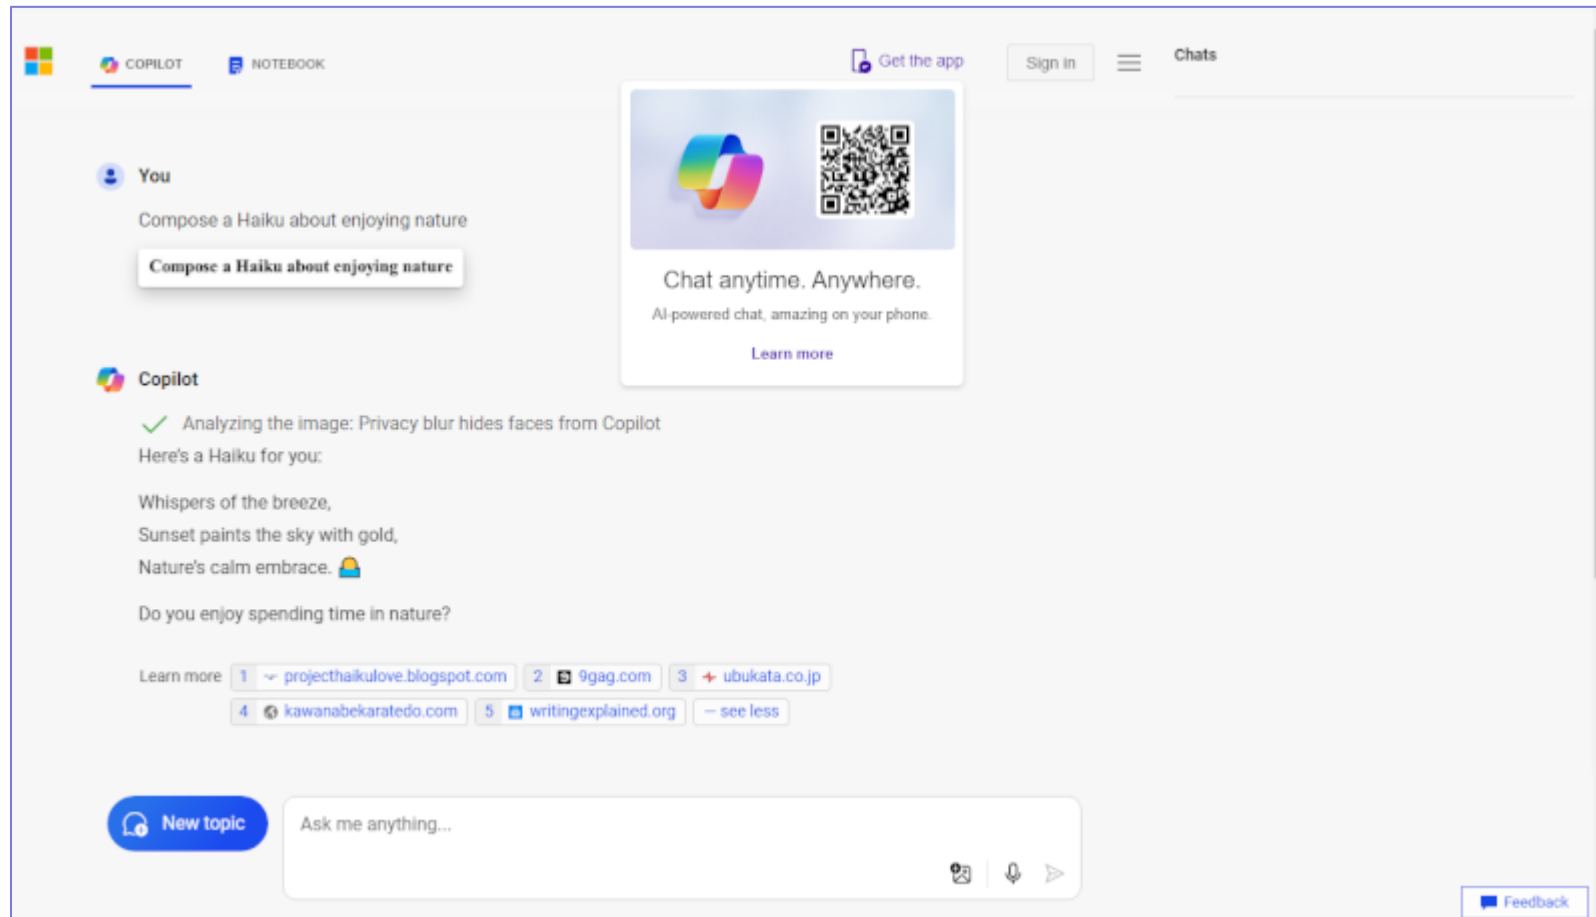 COPILOT
NOTEBOOK
Get the app
Sign in
Chats
You
Compose a Haiku about enjoying nature
Compose a Haiku about enjoying nature
Chat anytime. Anywhere.
AI-powered chat, amazing on your phone.
Learn more
Copilot
Analyzing the image: Privacy blur hides faces from Copilot
Here's a Haiku for you:
Whispers of the breeze,
Sunset paints the sky with gold,
Nature's calm embrace.
Do you enjoy spending time in nature?
Learn more 1 projecthaikulove.blogspot.com 2 9gag.com 3 ubukata.co.jp
4 kawanabekaratedo.com 5 writingexplained.org – see less
New topic
Ask me anything...
Feedback